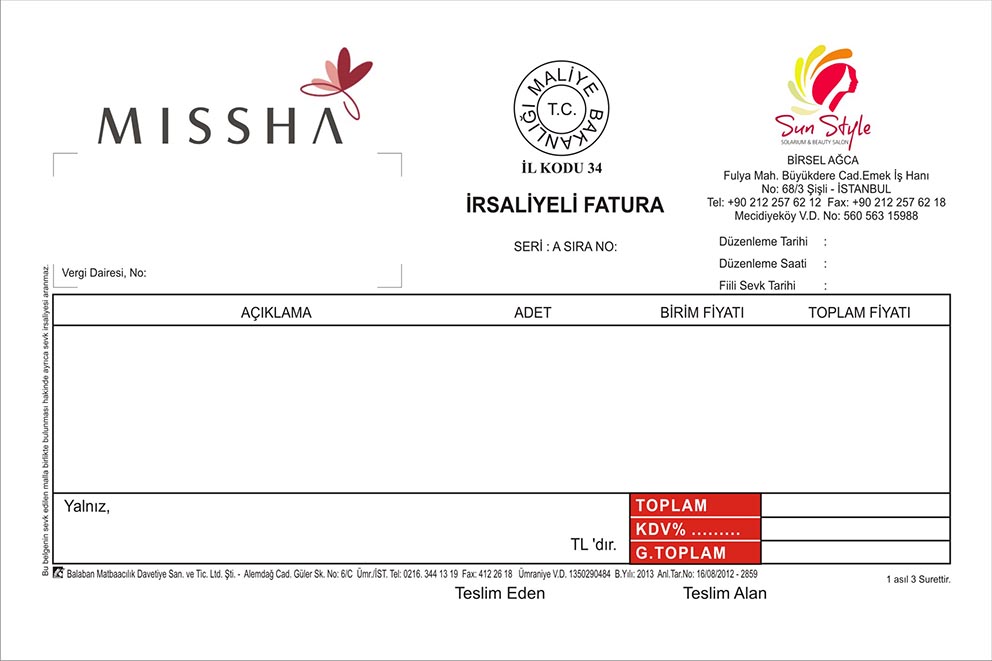 MISSHA
T.C. MALİYE BAKANLIĞI
İL KODU 34
İRSALİYELİ FATURA
SERİ : A SIRA NO:
Sun Style
SOLARIUM & BEAUTY SALON
BİRSEL AĞCA
Fulya Mah. Büyükdere Cad.Emek İş Hanı
No: 68/3 Şişli - İSTANBUL
Tel: +90 212 257 62 12 Fax: +90 212 257 62 18
Mecidiyeköy V.D. No: 560 563 15988
Düzenleme Tarihi :
Düzenleme Saati :
Fiili Sevk Tarihi :
Vergi Dairesi, No:
Bu belgenin sevk edilen malla birlikte bulunması hakinde ayrıca sevk irsaliyesi aranmaz.
AÇIKLAMA ADET BİRİM FİYATI TOPLAM FİYATI
Yalnız,
TL 'dır.
TOPLAM
KDV% .........
G.TOPLAM
Balaban Matbaacılık Davetiye San. ve Tic. Ltd. Şti. - Alemdağ Cad. Güler Sk. No: 6/C Ümr./İST. Tel: 0216. 344 13 19 Fax: 412 26 18 Ümraniye V.D. 1350290484 B.Yılı: 2013 Anl.Tar.No: 16/08/2012 - 2859
1 asıl 3 Surettir.
Teslim Eden Teslim Alan